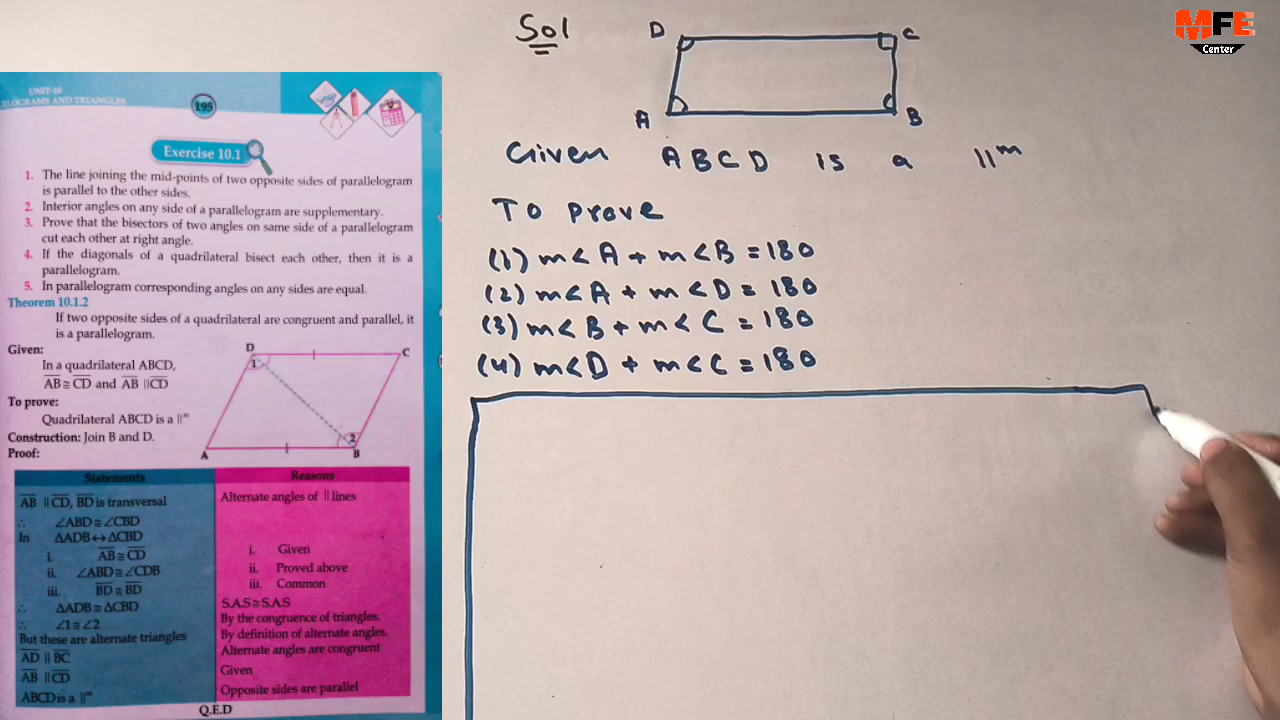 MFE
Center
UNIT-10
195
Exercise 10.1
1. The line joining the mid-points of two opposite sides of parallelogram
is parallel to the other sides.
2. Interior angles on any side of a parallelogram are supplementary.
3. Prove that the bisectors of two angles on same side of a parallelogram
cut each other at right angle.
4. If the diagonals of a quadrilateral bisect each other, then it is a
parallelogram.
5. In parallelogram corresponding angles on any sides are equal.
Theorem 10.1.2
If two opposite sides of a quadrilateral are congruent and parallel, it
is a parallelogram.
Given:
In a quadrilateral ABCD,
AB ≅ CD and AB ||CD
To prove:
Quadrilateral ABCD is a ||ᵐ
Construction: Join B and D.
Proof:
D
C
1
2
A
B
Statements
Reasons
AB || CD, BD is transversal
Alternate angles of || lines
∴ ∠ABD ≅ ∠CBD
In ΔADB ↔ ΔCBD
i. AB ≅ CD
i. Given
ii. ∠ABD ≅ ∠CDB
ii. Proved above
iii. BD ≅ BD
iii. Common
∴ ΔADB ≅ ΔCBD
S.A.S ≅ S.A.S
∴ ∠1 ≅ ∠2
By the congruence of triangles.
But these are alternate triangles
By definition of alternate angles.
AD || BC
Alternate angles are congruent
AB || CD
Given
ABCD is a ||ᵐ
Opposite sides are parallel
Q.E.D
Sol
D
C
A
B
Given ABCD is a ||ᵐ
To prove
(1) m<A + m<B = 180
(2) m<A + m<D = 180
(3) m<B + m<C = 180
(4) m<D + m<C = 180